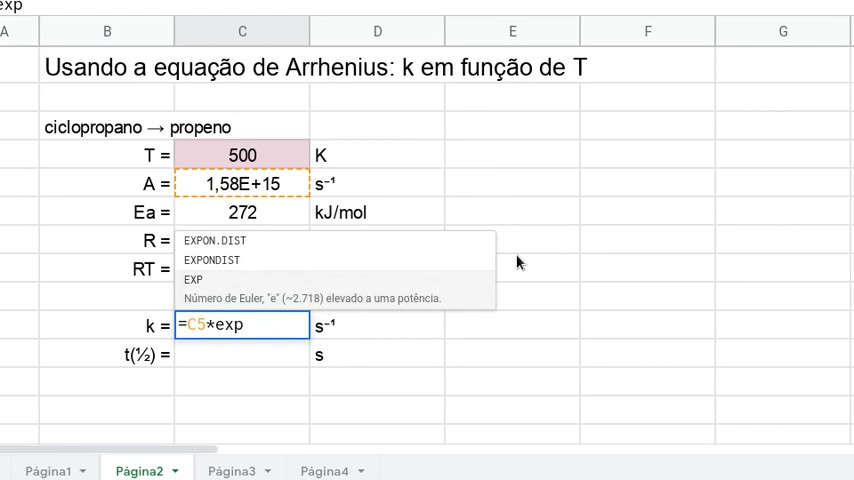 exp
A B C D E F G
Usando a equação de Arrhenius: k em função de T
ciclopropano → propeno
T = 500 K
A = 1,58E+15 s⁻¹
Ea = 272 kJ/mol
R =
EXPON.DIST
EXPONDIST
RT =
EXP
Número de Euler, "e" (~2.718) elevado a uma potência.
k = =C5*exp s⁻¹
t(½) = s
Página1 Página2 Página3 Página4